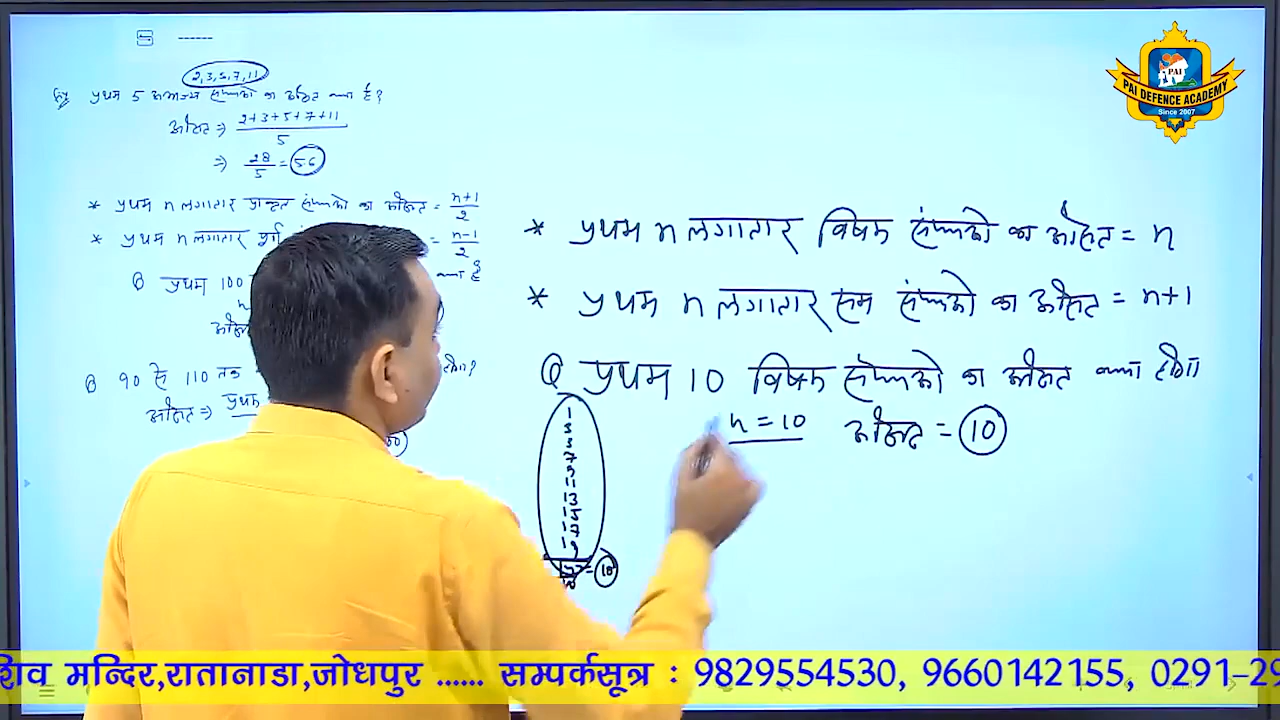 2, 3, 5, 7, 11
प्रथम 5 अभाज्य संख्याओं का औसत क्या है?
औसत ⇒ 2+3+5+7+11 / 5
⇒ 28/5 = 5.6
* प्रथम n लगातार प्राकृत संख्याओं का औसत = n+1/2
* प्रथम n लगातार पूर्ण = n-1/2
Q प्रथम 100 क्या है
n
औसत
Q 90 से 110 तक होगा?
औसत ⇒ प्रथम
* प्रथम n लगातार विषम संख्याओं का औसत = n
* प्रथम n लगातार सम संख्याओं का औसत = n+1
Q प्रथम 10 विषम संख्याओं का औसत क्या होगा
n = 10 औसत = 10
1
3
5
7
9
11
13
15
17
19
= 10
10
PAI
PAI DEFENCE ACADEMY
Since 2007
शिव मन्दिर,रातानाडा,जोधपुर ...... सम्पर्कसूत्र : 9829554530, 9660142155, 0291-29